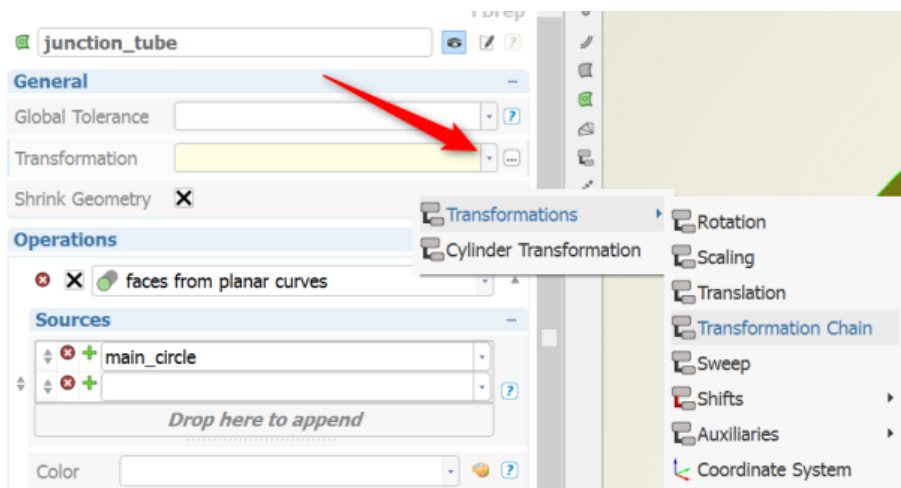 Brep
junction_tube
General
Global Tolerance
Transformation
Shrink Geometry
Transformations
Cylinder Transformation
Rotation
Scaling
Translation
Transformation Chain
Sweep
Shifts
Auxiliaries
Coordinate System
Operations
faces from planar curves
Sources
main_circle
Drop here to append
Color